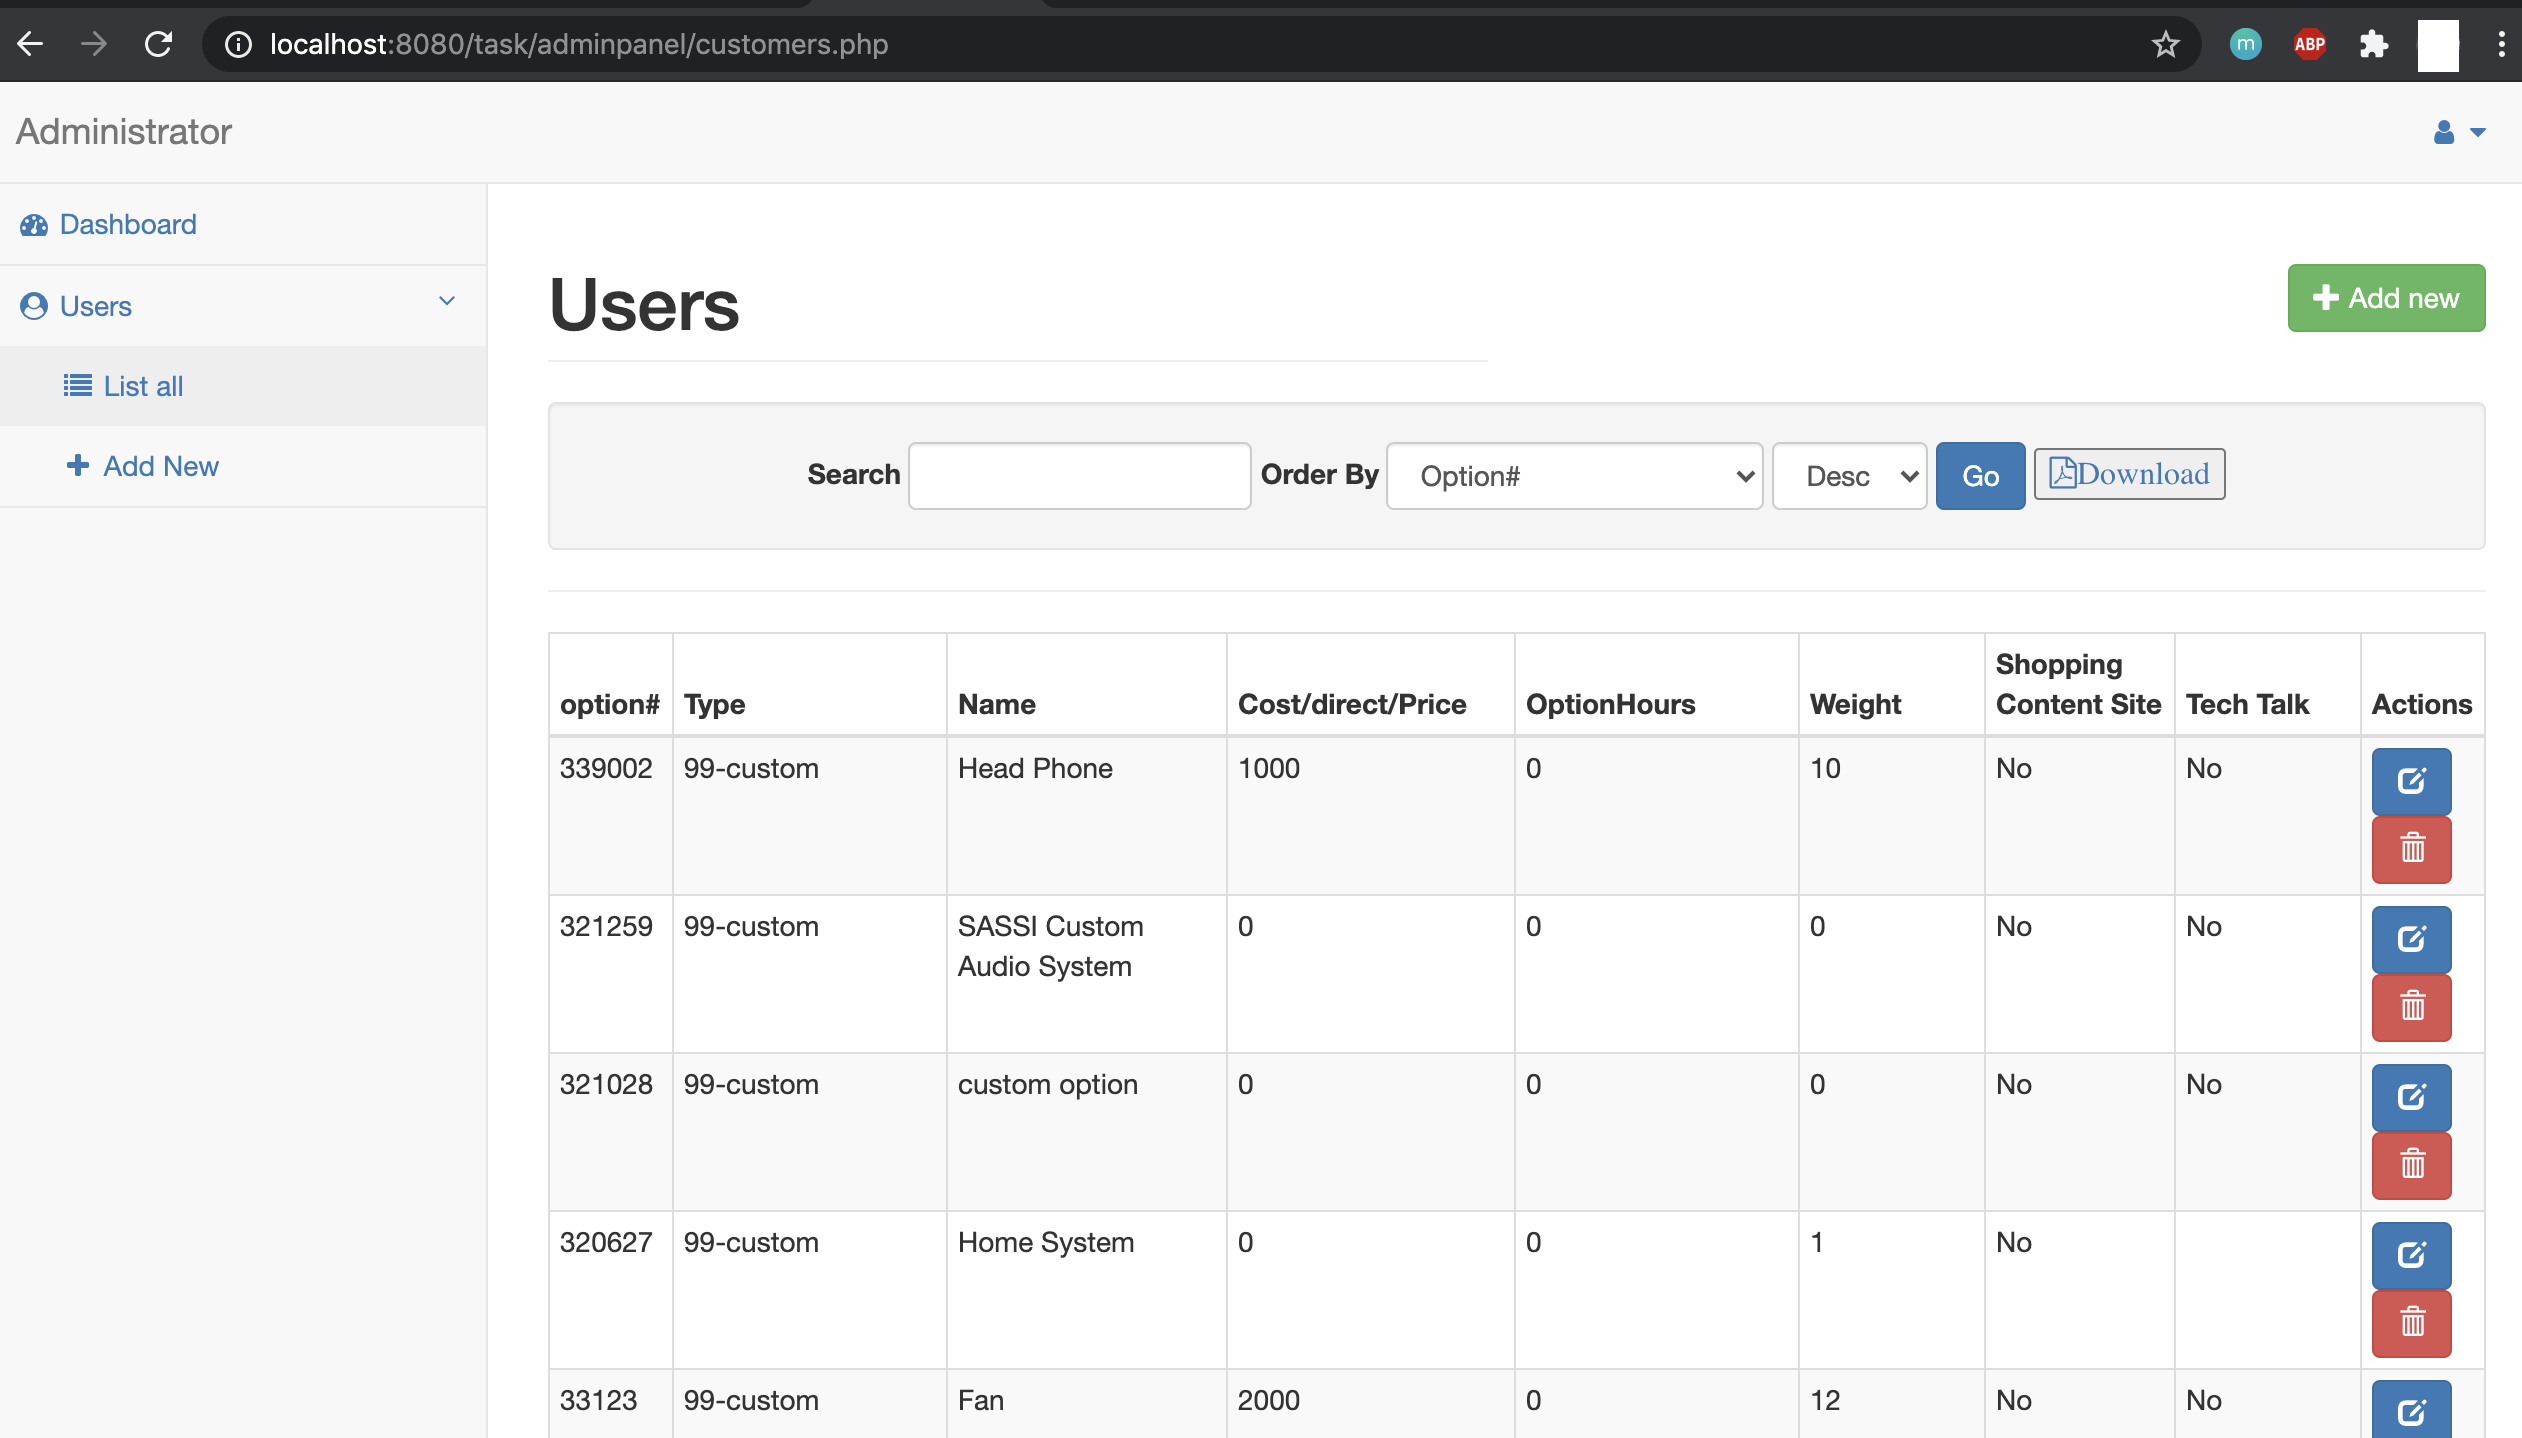 localhost:8080/task/adminpanel/customers.php
m
ABP
Administrator
Dashboard
Users
List all
Add New
Users
Add new
Search
Order By
Option#
Desc
Go
Download
option# Type Name Cost/direct/Price OptionHours Weight Shopping Content Site Tech Talk Actions
339002 99-custom Head Phone 1000 0 10 No No
321259 99-custom SASSI Custom Audio System 0 0 0 No No
321028 99-custom custom option 0 0 0 No No
320627 99-custom Home System 0 0 1 No
33123 99-custom Fan 2000 0 12 No No